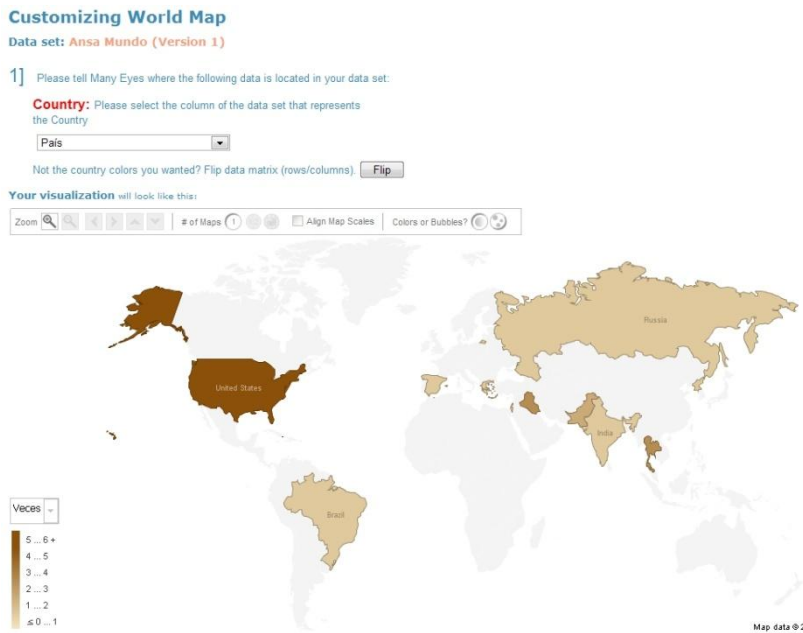 Customizing World Map
Data set: Ansa Mundo (Version 1)
1] Please tell Many Eyes where the following data is located in your data set:
Country: Please select the column of the data set that represents
the Country
País
Not the country colors you wanted? Flip data matrix (rows/columns). Flip
Your visualization will look like this:
Zoom # of Maps 1 Align Map Scales Colors or Bubbles?
Russia
United States
India
Brazil
Veces
5 ... 6 +
4 ... 5
3 ... 4
2 ... 3
1 ... 2
≤ 0 ... 1
Map data © 2